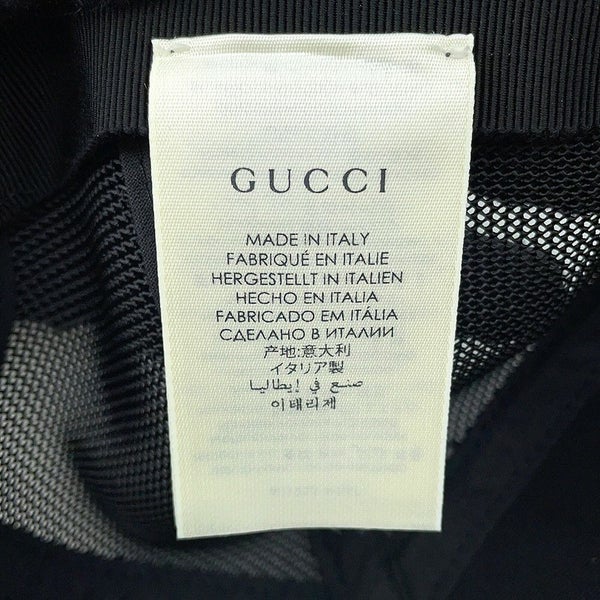 GUCCI
MADE IN ITALY
FABRIQUÉ EN ITALIE
HERGESTELLT IN ITALIEN
HECHO EN ITALIA
FABRICADO EM ITÁLIA
СДЕЛАНО В ИТАЛИИ
产地:意大利
イタリア製
صنع في إيطاليا
이태리제